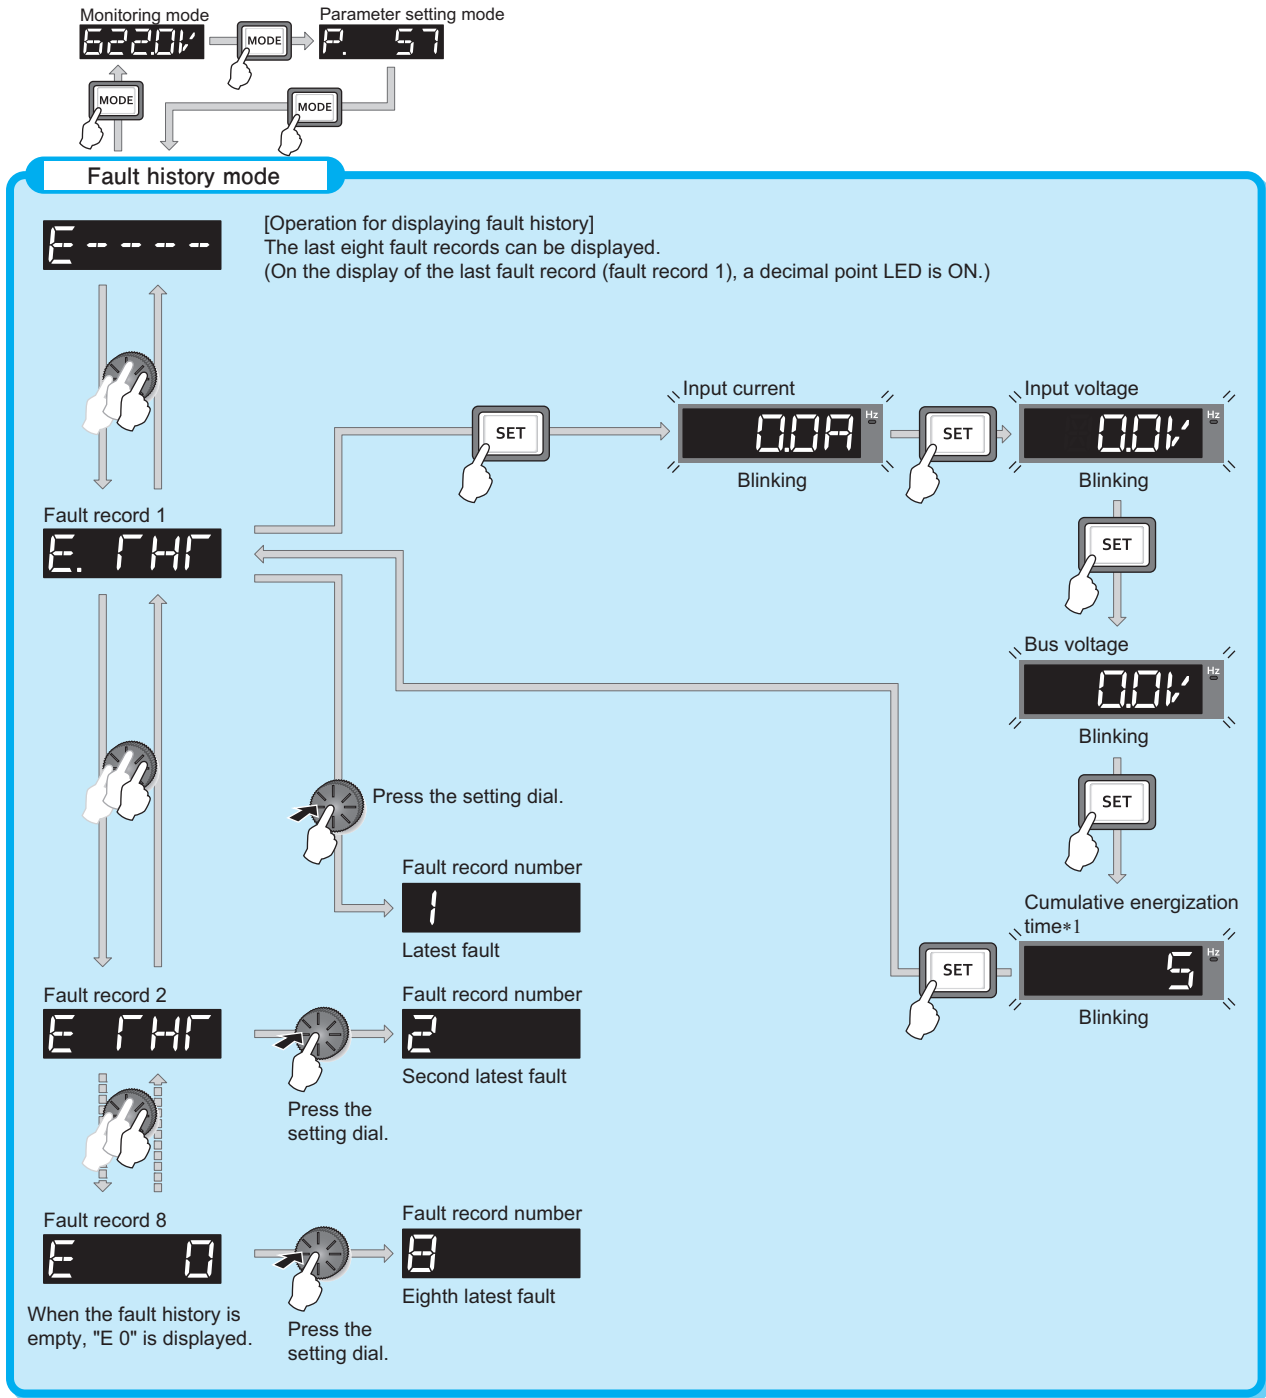 Monitoring mode
Parameter setting mode
622.0V
MODE
P. 57
MODE
MODE
Fault history mode
E - - - -
[Operation for displaying fault history]
The last eight fault records can be displayed.
(On the display of the last fault record (fault record 1), a decimal point LED is ON.)
Input current
Input voltage
SET
0.0A
Hz
SET
0.0V
Hz
Blinking
Blinking
Fault record 1
E. THT
SET
Bus voltage
0.0V
Hz
Blinking
SET
Press the setting dial.
Fault record number
1
Latest fault
Cumulative energization
time*1
SET
5
Hz
Blinking
Fault record 2
E THT
Fault record number
2
Second latest fault
Press the
setting dial.
Fault record 8
E 0
Fault record number
8
Eighth latest fault
When the fault history is
empty, "E 0" is displayed.
Press the
setting dial.